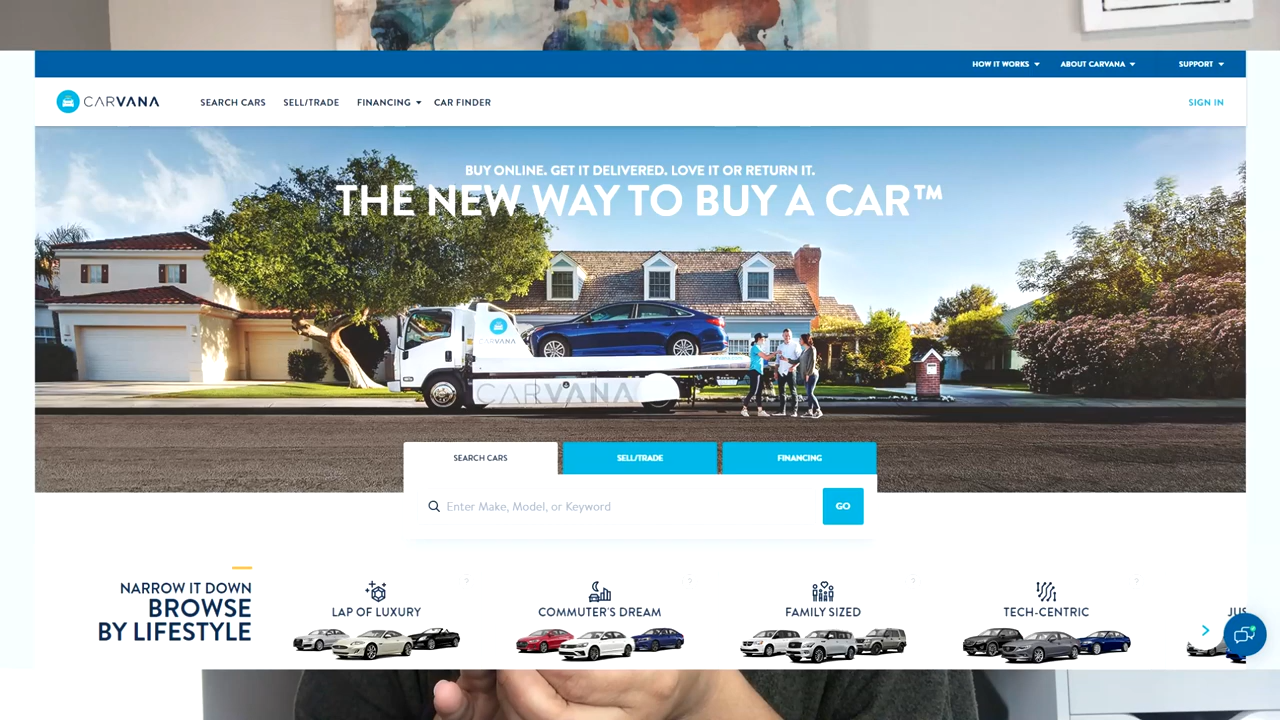 HOW IT WORKS
ABOUT CARVANA
SUPPORT
CARVANA
SEARCH CARS
SELL/TRADE
FINANCING
CAR FINDER
SIGN IN
BUY ONLINE. GET IT DELIVERED. LOVE IT OR RETURN IT.
THE NEW WAY TO BUY A CAR™
CARVANA
CARVANA
SEARCH CARS
SELL/TRADE
FINANCING
Enter Make, Model, or Keyword
GO
NARROW IT DOWN
BROWSE
BY LIFESTYLE
LAP OF LUXURY
?
COMMUTER'S DREAM
?
FAMILY SIZED
?
TECH-CENTRIC
?
JUS